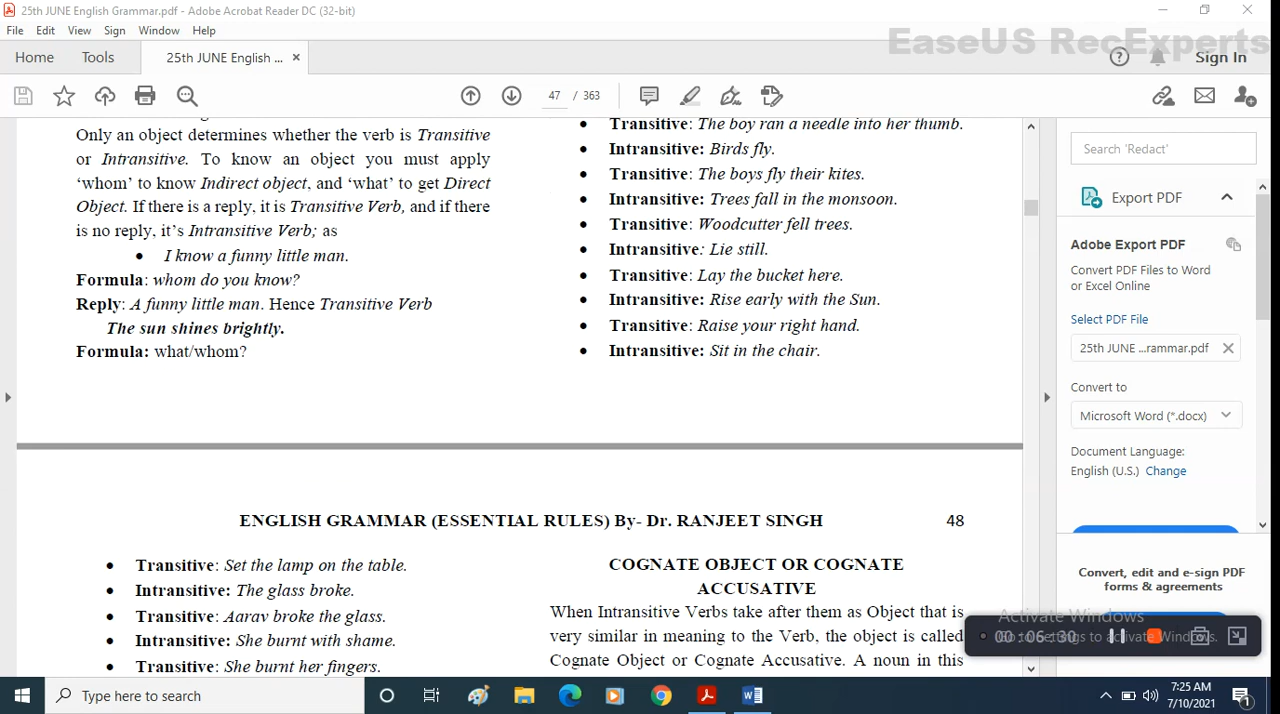 25th JUNE English Grammar.pdf - Adobe Acrobat Reader DC (32-bit)
EaseUS RecExperts
File Edit View Sign Window Help
Home Tools 25th JUNE English ... × Sign In
47 / 363
Only an object determines whether the verb is Transitive
or Intransitive. To know an object you must apply
‘whom’ to know Indirect object, and ‘what’ to get Direct
Object. If there is a reply, it is Transitive Verb, and if there
is no reply, it’s Intransitive Verb; as
• I know a funny little man.
Formula: whom do you know?
Reply: A funny little man. Hence Transitive Verb
The sun shines brightly.
Formula: what/whom?
• Transitive: The boy ran a needle into her thumb.
• Intransitive: Birds fly.
• Transitive: The boys fly their kites.
• Intransitive: Trees fall in the monsoon.
• Transitive: Woodcutter fell trees.
• Intransitive: Lie still.
• Transitive: Lay the bucket here.
• Intransitive: Rise early with the Sun.
• Transitive: Raise your right hand.
• Intransitive: Sit in the chair.
ENGLISH GRAMMAR (ESSENTIAL RULES) By- Dr. RANJEET SINGH 48
• Transitive: Set the lamp on the table.
• Intransitive: The glass broke.
• Transitive: Aarav broke the glass.
• Intransitive: She burnt with shame.
• Transitive: She burnt her fingers.
COGNATE OBJECT OR COGNATE
ACCUSATIVE
When Intransitive Verbs take after them as Object that is
very similar in meaning to the Verb, the object is called
Cognate Object or Cognate Accusative. A noun in this
Search 'Redact'
Export PDF
Adobe Export PDF
Convert PDF Files to Word
or Excel Online
Select PDF File
25th JUNE ...rammar.pdf ×
Convert to
Microsoft Word (*.docx)
Document Language:
English (U.S.) Change
Convert, edit and e-sign PDF
forms & agreements
Activate Windows
Go to Settings to activate Windows.
00:06:30
Type here to search
7:25 AM
7/10/2021
1